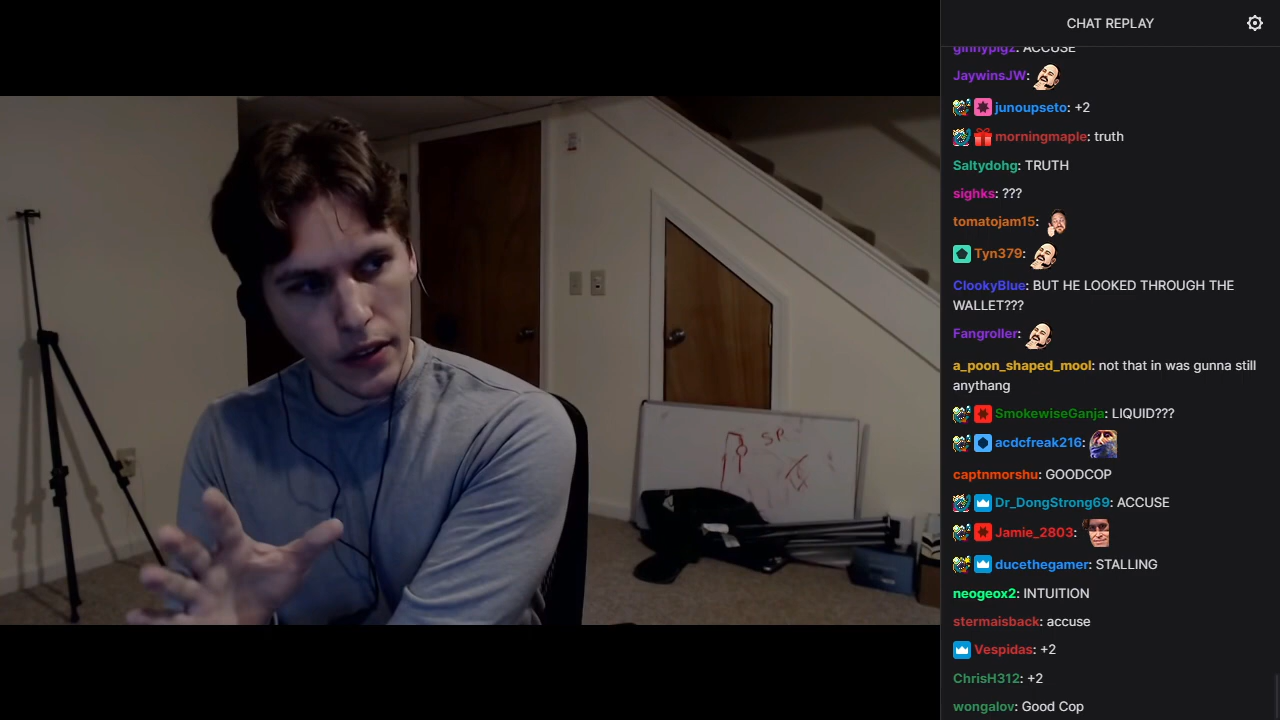 CHAT REPLAY
ginnypigz: ACCUSE
JaywinsJW:
junoupseto: +2
morningmaple: truth
Saltydohg: TRUTH
sighks: ???
tomatojam15:
Tyn379:
ClookyBlue: BUT HE LOOKED THROUGH THE
WALLET???
Fangroller:
a_poon_shaped_mool: not that in was gunna still
anythang
SmokewiseGanja: LIQUID???
acdcfreak216:
captnmorshu: GOODCOP
Dr_DongStrong69: ACCUSE
Jamie_2803:
ducethegamer: STALLING
neogeox2: INTUITION
stermaisback: accuse
Vespidas: +2
ChrisH312: +2
wongalov: Good Cop
SP